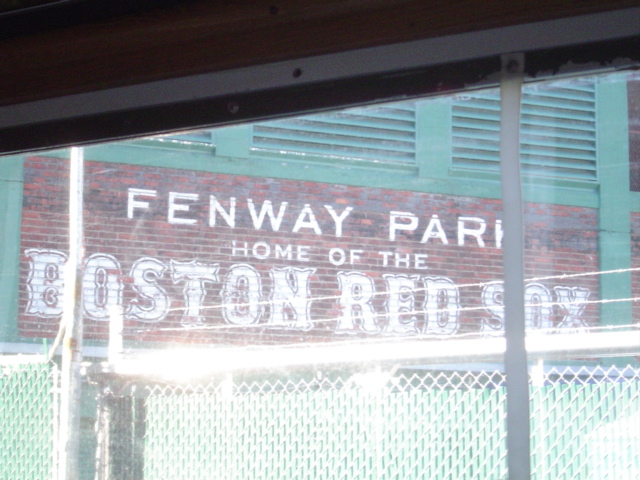 FENWAY PARK
HOME OF THE
BOSTON RED SOX